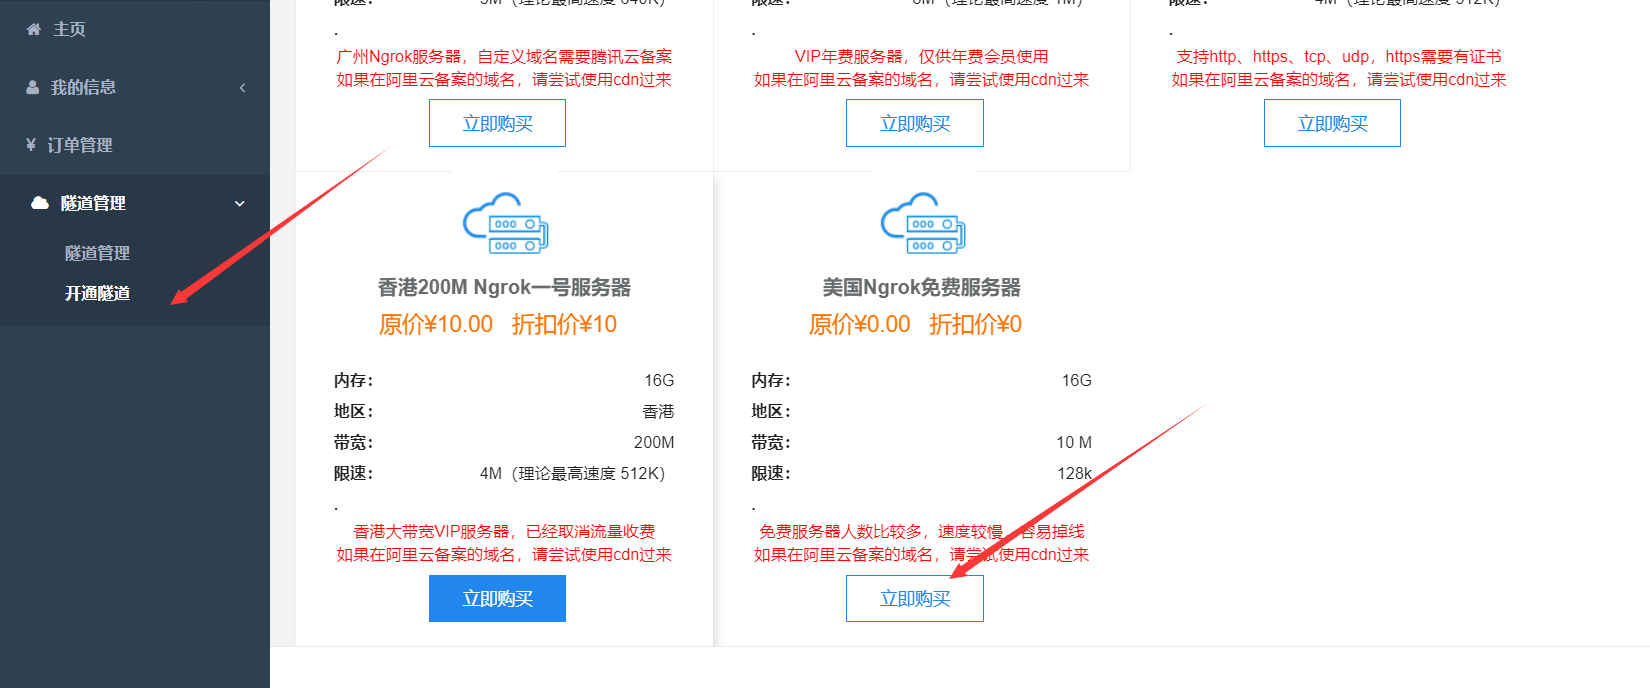 主页
我的信息
订单管理
隧道管理
隧道管理
开通隧道
限速： 5M（理论最高速度 640K）
.
广州Ngrok服务器，自定义域名需要腾讯云备案
如果在阿里云备案的域名，请尝试使用cdn过来
立即购买
限速： 8M（理论最高速度 1M）
.
VIP年费服务器，仅供年费会员使用
如果在阿里云备案的域名，请尝试使用cdn过来
立即购买
限速： 4M（理论最高速度 512K）
.
支持http、https、tcp、udp，https需要有证书
如果在阿里云备案的域名，请尝试使用cdn过来
立即购买
香港200M Ngrok一号服务器
原价¥10.00 折扣价¥10
内存： 16G
地区： 香港
带宽： 200M
限速： 4M（理论最高速度 512K）
.
香港大带宽VIP服务器，已经取消流量收费
如果在阿里云备案的域名，请尝试使用cdn过来
立即购买
美国Ngrok免费服务器
原价¥0.00 折扣价¥0
内存： 16G
地区：
带宽： 10 M
限速： 128k
.
免费服务器人数比较多，速度较慢，容易掉线
如果在阿里云备案的域名，请尝试使用cdn过来
立即购买